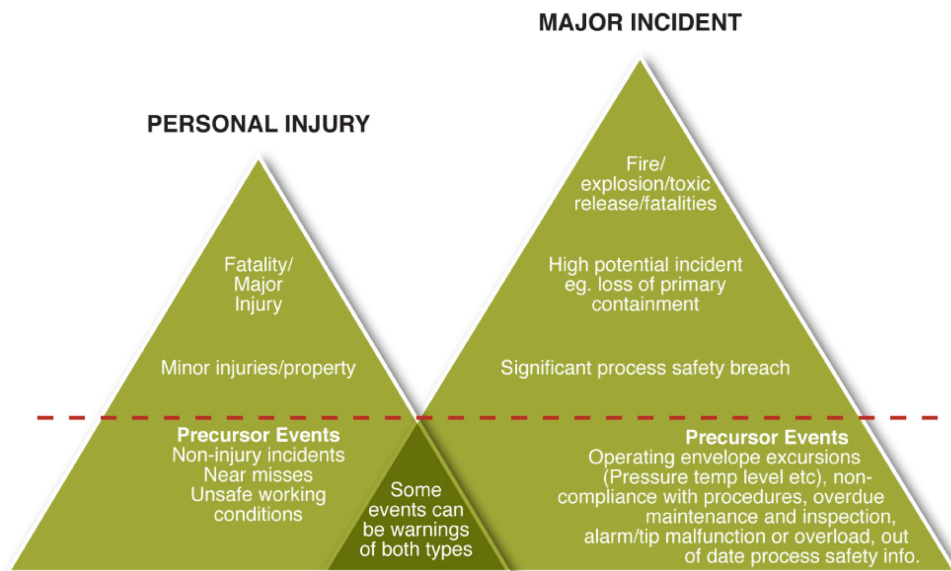 MAJOR INCIDENT
PERSONAL INJURY
Fire/
explosion/toxic
release/fatalities
Fatality/
Major
Injury
High potential incident
eg. loss of primary
containment
Minor injuries/property
Significant process safety breach
Precursor Events
Non-injury incidents
Near misses
Unsafe working
conditions
Some
events can
be warnings
of both types
Precursor Events
Operating envelope excursions
(Pressure temp level etc), non-
compliance with procedures, overdue
maintenance and inspection,
alarm/tip malfunction or overload, out
of date process safety info.